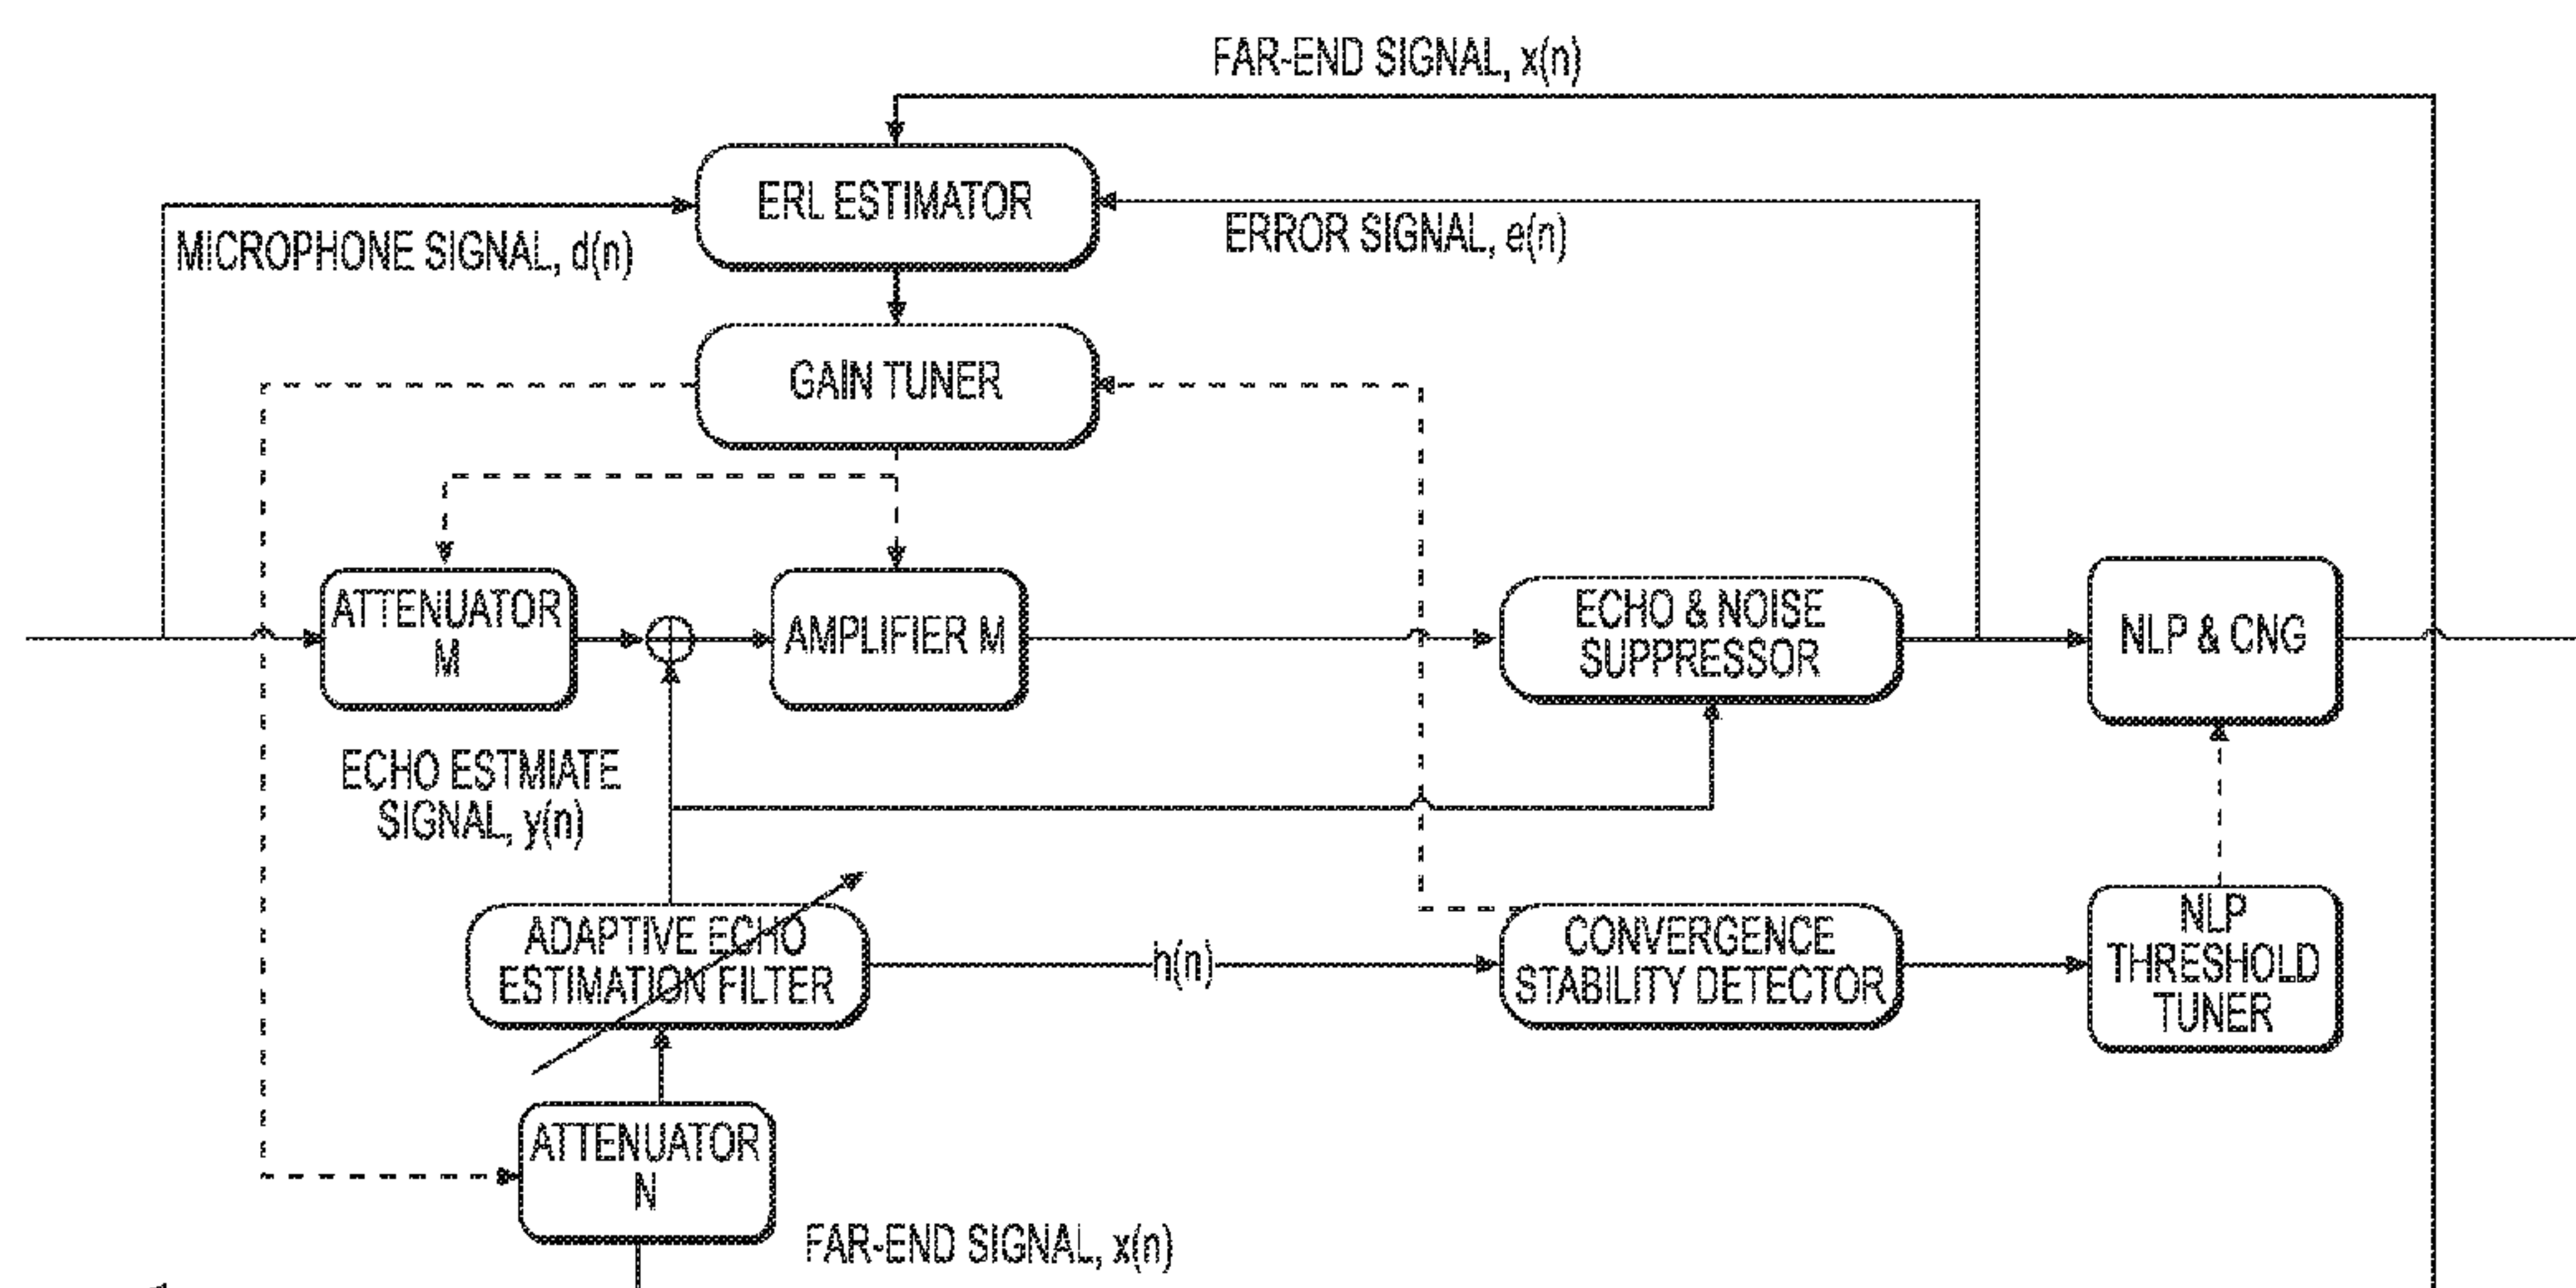 FAR-END SIGNAL, x(n)
ERL ESTIMATOR
MICROPHONE SIGNAL, d(n)
ERROR SIGNAL, e(n)
GAIN TUNER
ATTENUATOR
M
AMPLIFIER M
ECHO & NOISE
SUPPRESSOR
NLP & CNG
ECHO ESTMIATE
SIGNAL, y(n)
ADAPTIVE ECHO
ESTIMATION FILTER
h(n)
CONVERGENCE
STABILITY DETECTOR
NLP
THRESHOLD
TUNER
ATTENUATOR
N
FAR-END SIGNAL, x(n)